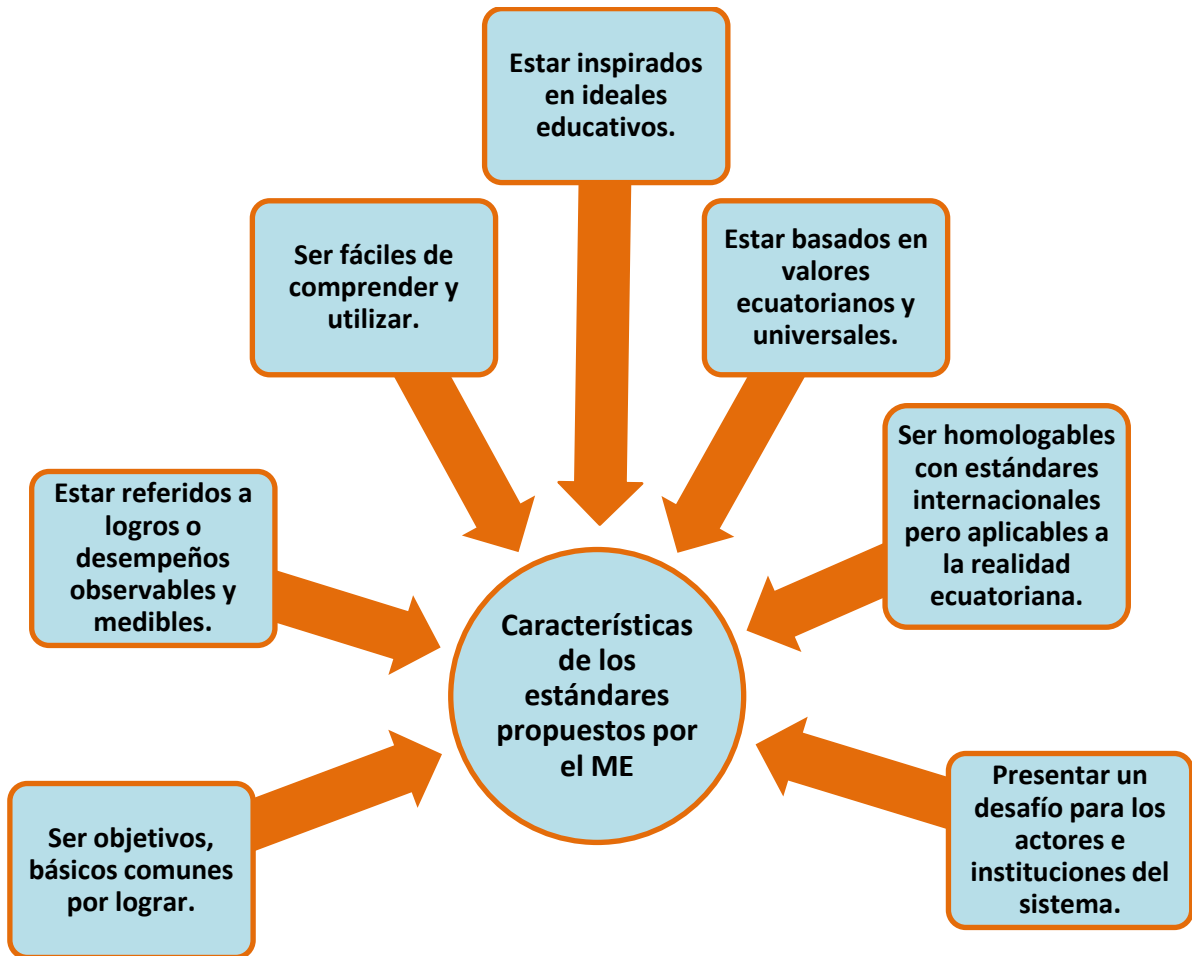 Estar inspirados
en ideales
educativos.
Ser fáciles de
comprender y
utilizar.
Estar basados en
valores
ecuatorianos y
universales.
Estar referidos a
logros o
desempeños
observables y
medibles.
Ser homologables
con estándares
internacionales
pero aplicables a
la realidad
ecuatoriana.
Características
de los
estándares
propuestos por
el ME
Ser objetivos,
básicos comunes
por lograr.
Presentar un
desafío para los
actores e
instituciones del
sistema.